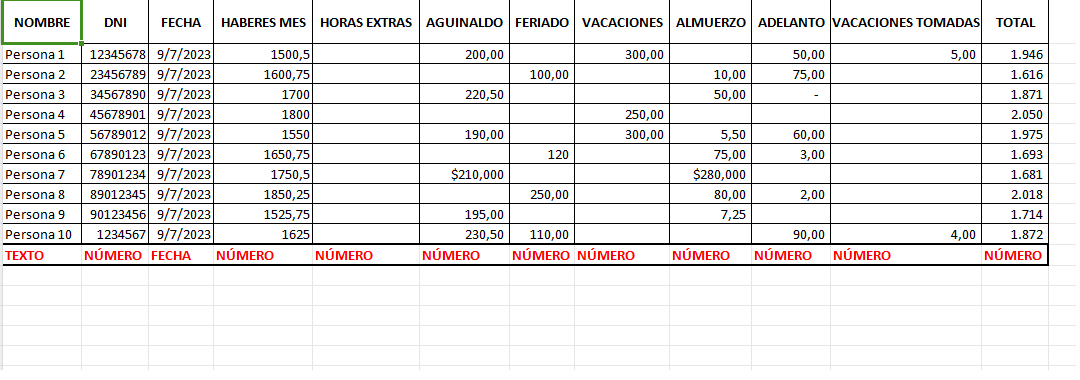 NOMBRE DNI FECHA HABERES MES HORAS EXTRAS AGUINALDO FERIADO VACACIONES ALMUERZO ADELANTO VACACIONES TOMADAS TOTAL
Persona 1 12345678 9/7/2023 1500,5 200,00 300,00 50,00 5,00 1.946
Persona 2 23456789 9/7/2023 1600,75 100,00 10,00 75,00 1.616
Persona 3 34567890 9/7/2023 1700 220,50 50,00 - 1.871
Persona 4 45678901 9/7/2023 1800 250,00 2.050
Persona 5 56789012 9/7/2023 1550 190,00 300,00 5,50 60,00 1.975
Persona 6 67890123 9/7/2023 1650,75 120 75,00 3,00 1.693
Persona 7 78901234 9/7/2023 1750,5 $210,000 $280,000 1.681
Persona 8 89012345 9/7/2023 1850,25 250,00 80,00 2,00 2.018
Persona 9 90123456 9/7/2023 1525,75 195,00 7,25 1.714
Persona 10 1234567 9/7/2023 1625 230,50 110,00 90,00 4,00 1.872
TEXTO NÚMERO FECHA NÚMERO NÚMERO NÚMERO NÚMERO NÚMERO NÚMERO NÚMERO NÚMERO NÚMERO